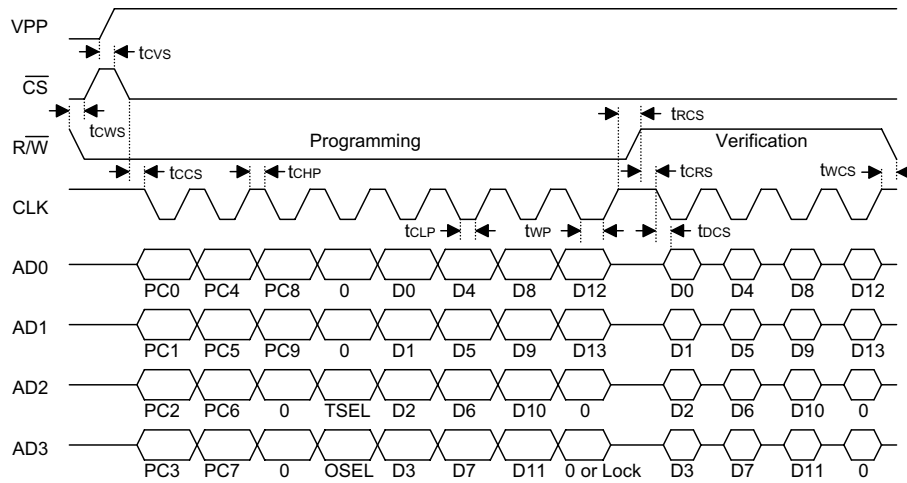 VPP
tCVS
CS
tCWS
tRCS
R/W
Programming
Verification
tCCS
tCHP
tCRS
tWCS
CLK
tCLP
tWP
tDCS
AD0
PC0 PC4 PC8 0 D0 D4 D8 D12 D0 D4 D8 D12
AD1
PC1 PC5 PC9 0 D1 D5 D9 D13 D1 D5 D9 D13
AD2
PC2 PC6 0 TSEL D2 D6 D10 0 D2 D6 D10 0
AD3
PC3 PC7 0 OSEL D3 D7 D11 0 or Lock D3 D7 D11 0